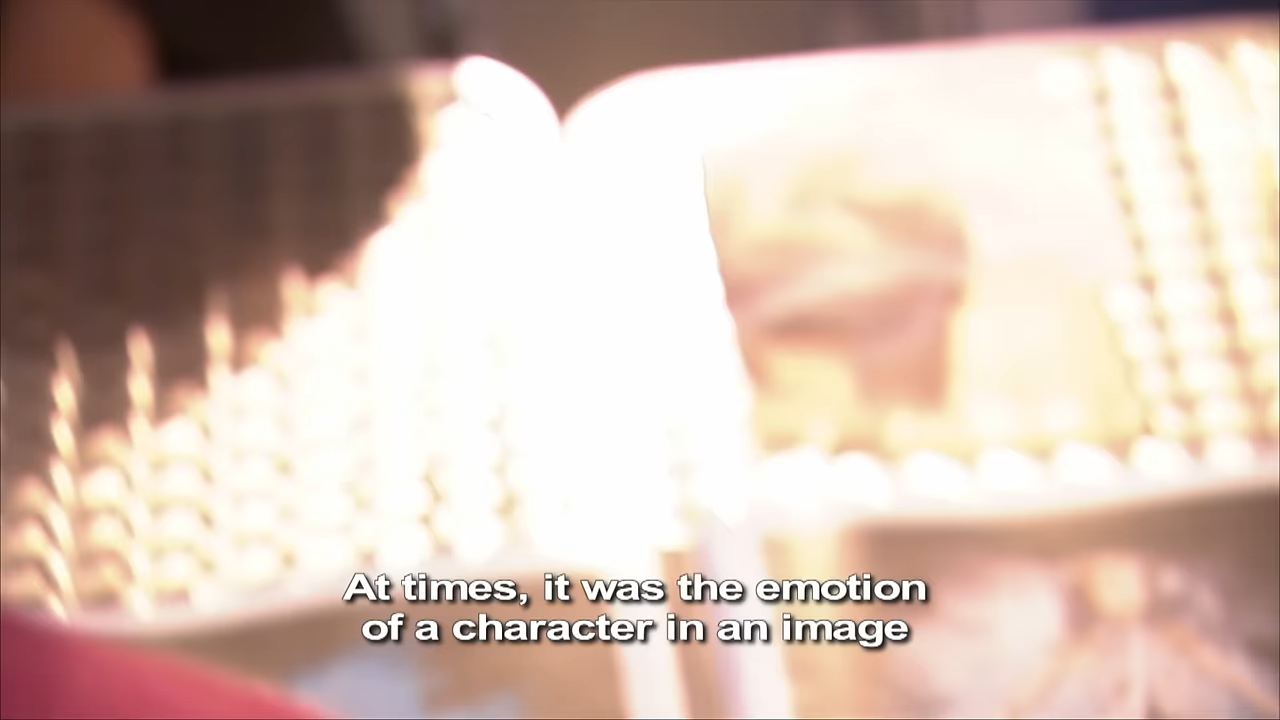 At times, it was the emotion
of a character in an image